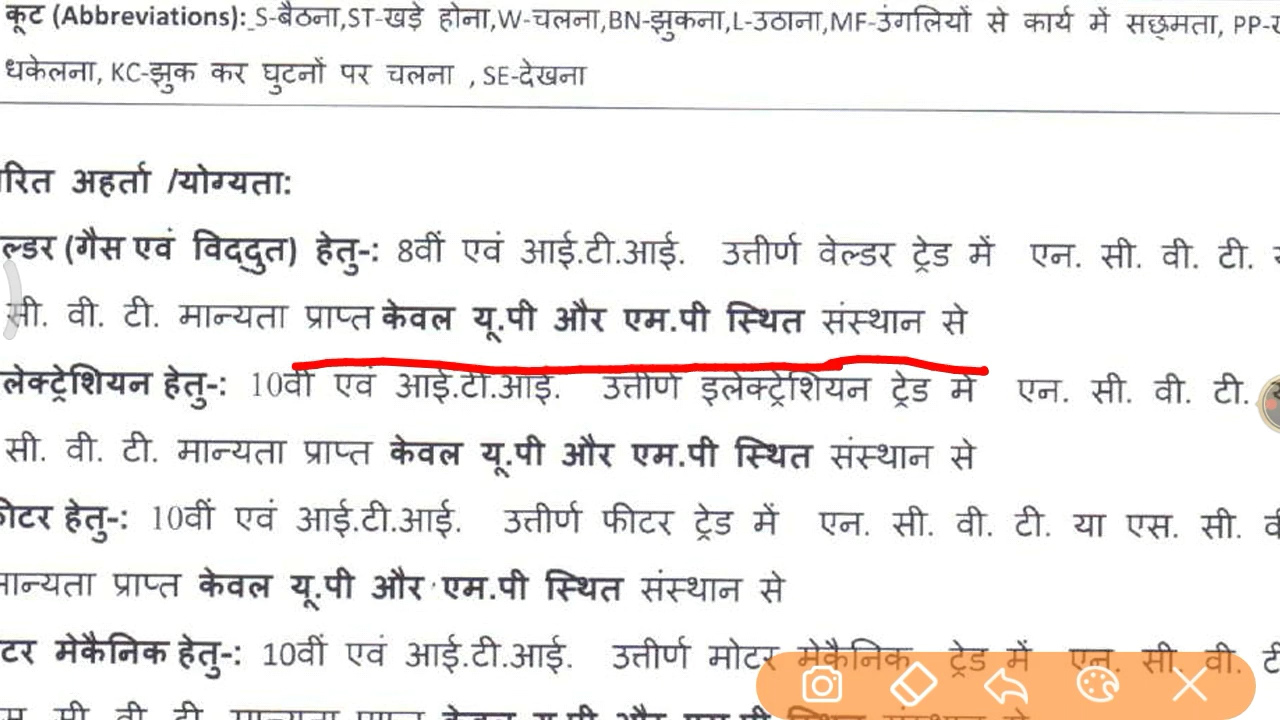 कूट (Abbreviations): S-बैठना,ST-खड़े होना,W-चलना,BN-झुकना,L-उठाना,MF-उंगलियों से कार्य में सछ्मता, PP-
धकेलना, KC-झुक कर घुटनों पर चलना , SE-देखना
रित अहर्ता /योग्यता:
ल्डर (गैस एवं विद्दुत) हेतु-: 8वीं एवं आई.टी.आई. उत्तीर्ण वेल्डर ट्रेड में एन. सी. वी. टी.
सी. वी. टी. मान्यता प्राप्त केवल यू.पी और एम.पी स्थित संस्थान से
लेक्ट्रेशियन हेतु-: 10वीं एवं आई.टी.आई. उत्तीर्ण इलेक्ट्रेशियन ट्रेड में एन. सी. वी. टी.
सी. वी. टी. मान्यता प्राप्त केवल यू.पी और एम.पी स्थित संस्थान से
ीटर हेतु-: 10वीं एवं आई.टी.आई. उत्तीर्ण फीटर ट्रेड में एन. सी. वी. टी. या एस. सी.
मान्यता प्राप्त केवल यू.पी और एम.पी स्थित संस्थान से
टर मेकैनिक हेतु-: 10वीं एवं आई.टी.आई. उत्तीर्ण मोटर मेकैनिक ट्रेड में एन. सी. वी.